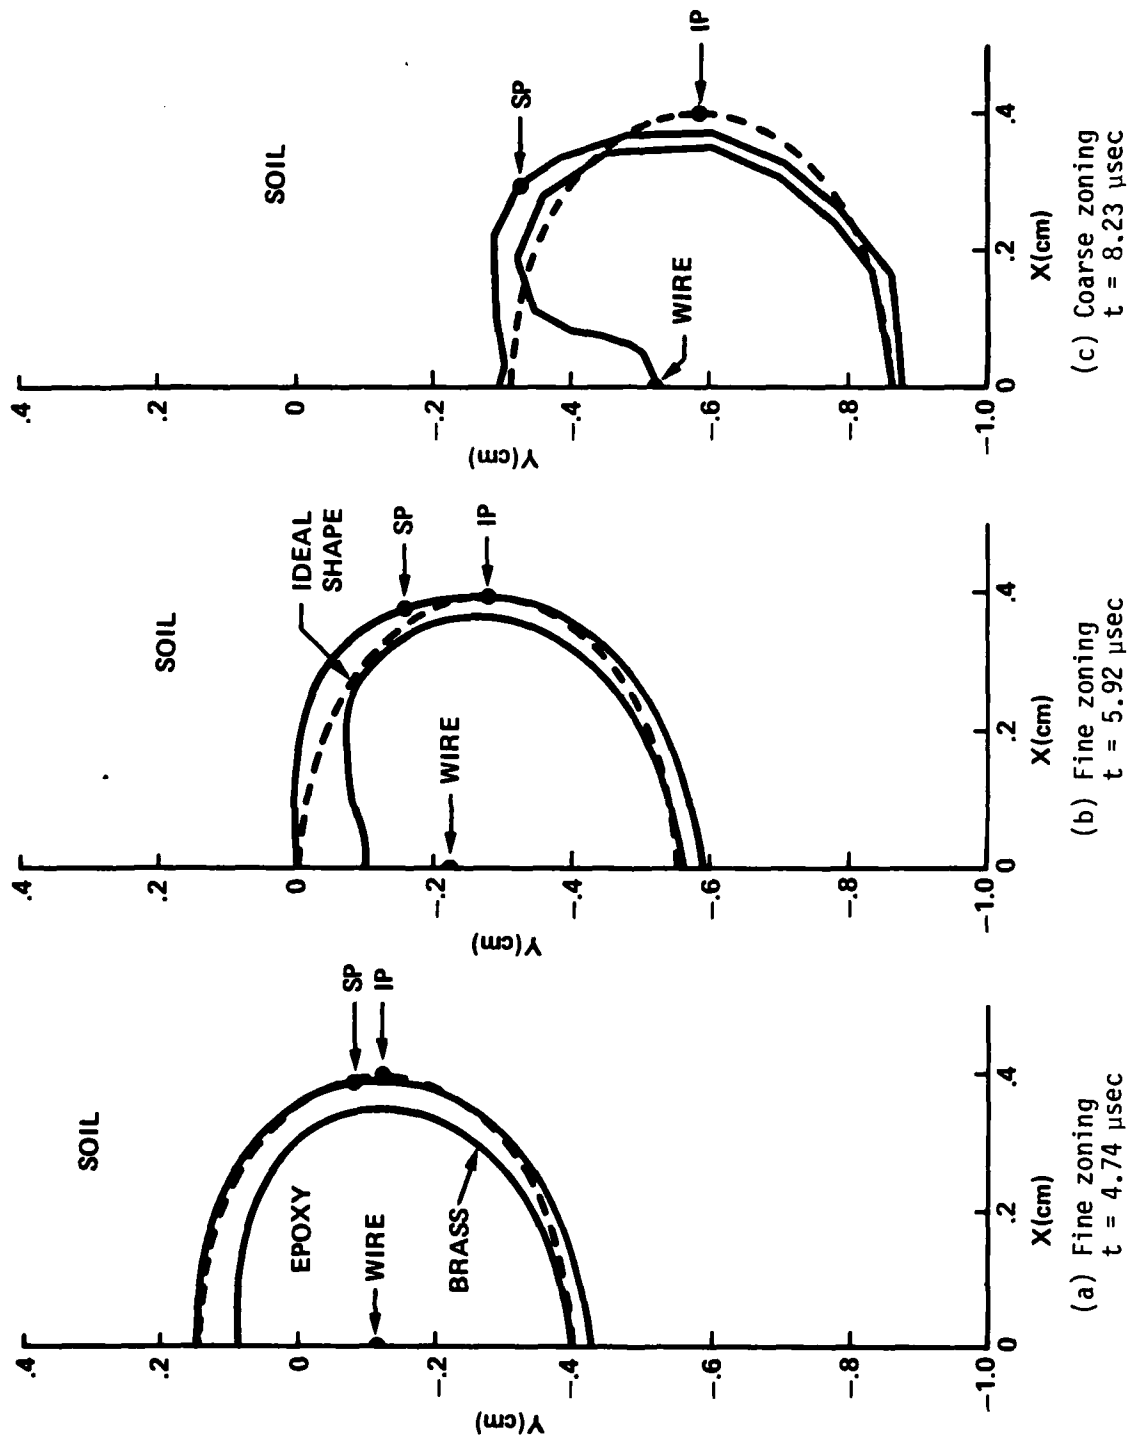 .4
.2
0
-.2
-.4
-.6
-.8
-1.0
Y(cm)
SOIL
EPOXY
WIRE
BRASS
SP
IP
0
.2
.4
X(cm)
(a) Fine zoning
t = 4.74 µsec
.4
.2
0
-.2
-.4
-.6
-.8
-1.0
Y(cm)
SOIL
IDEAL
SHAPE
SP
IP
WIRE
0
.2
.4
X(cm)
(b) Fine zoning
t = 5.92 µsec
.4
.2
0
-.2
-.4
-.6
-.8
-1.0
Y(cm)
SOIL
SP
IP
WIRE
0
.2
.4
X(cm)
(c) Coarse zoning
t = 8.23 µsec